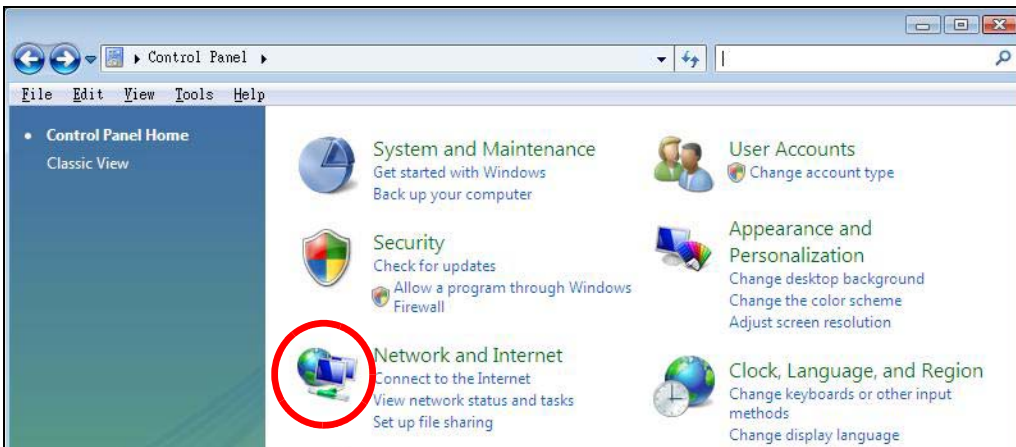 Control Panel
File Edit View Tools Help
Control Panel Home
Classic View
System and Maintenance
Get started with Windows
Back up your computer
Security
Check for updates
Allow a program through Windows
Firewall
Network and Internet
Connect to the Internet
View network status and tasks
Set up file sharing
User Accounts
Change account type
Appearance and
Personalization
Change desktop background
Change the color scheme
Adjust screen resolution
Clock, Language, and Region
Change keyboards or other input
methods
Change display language